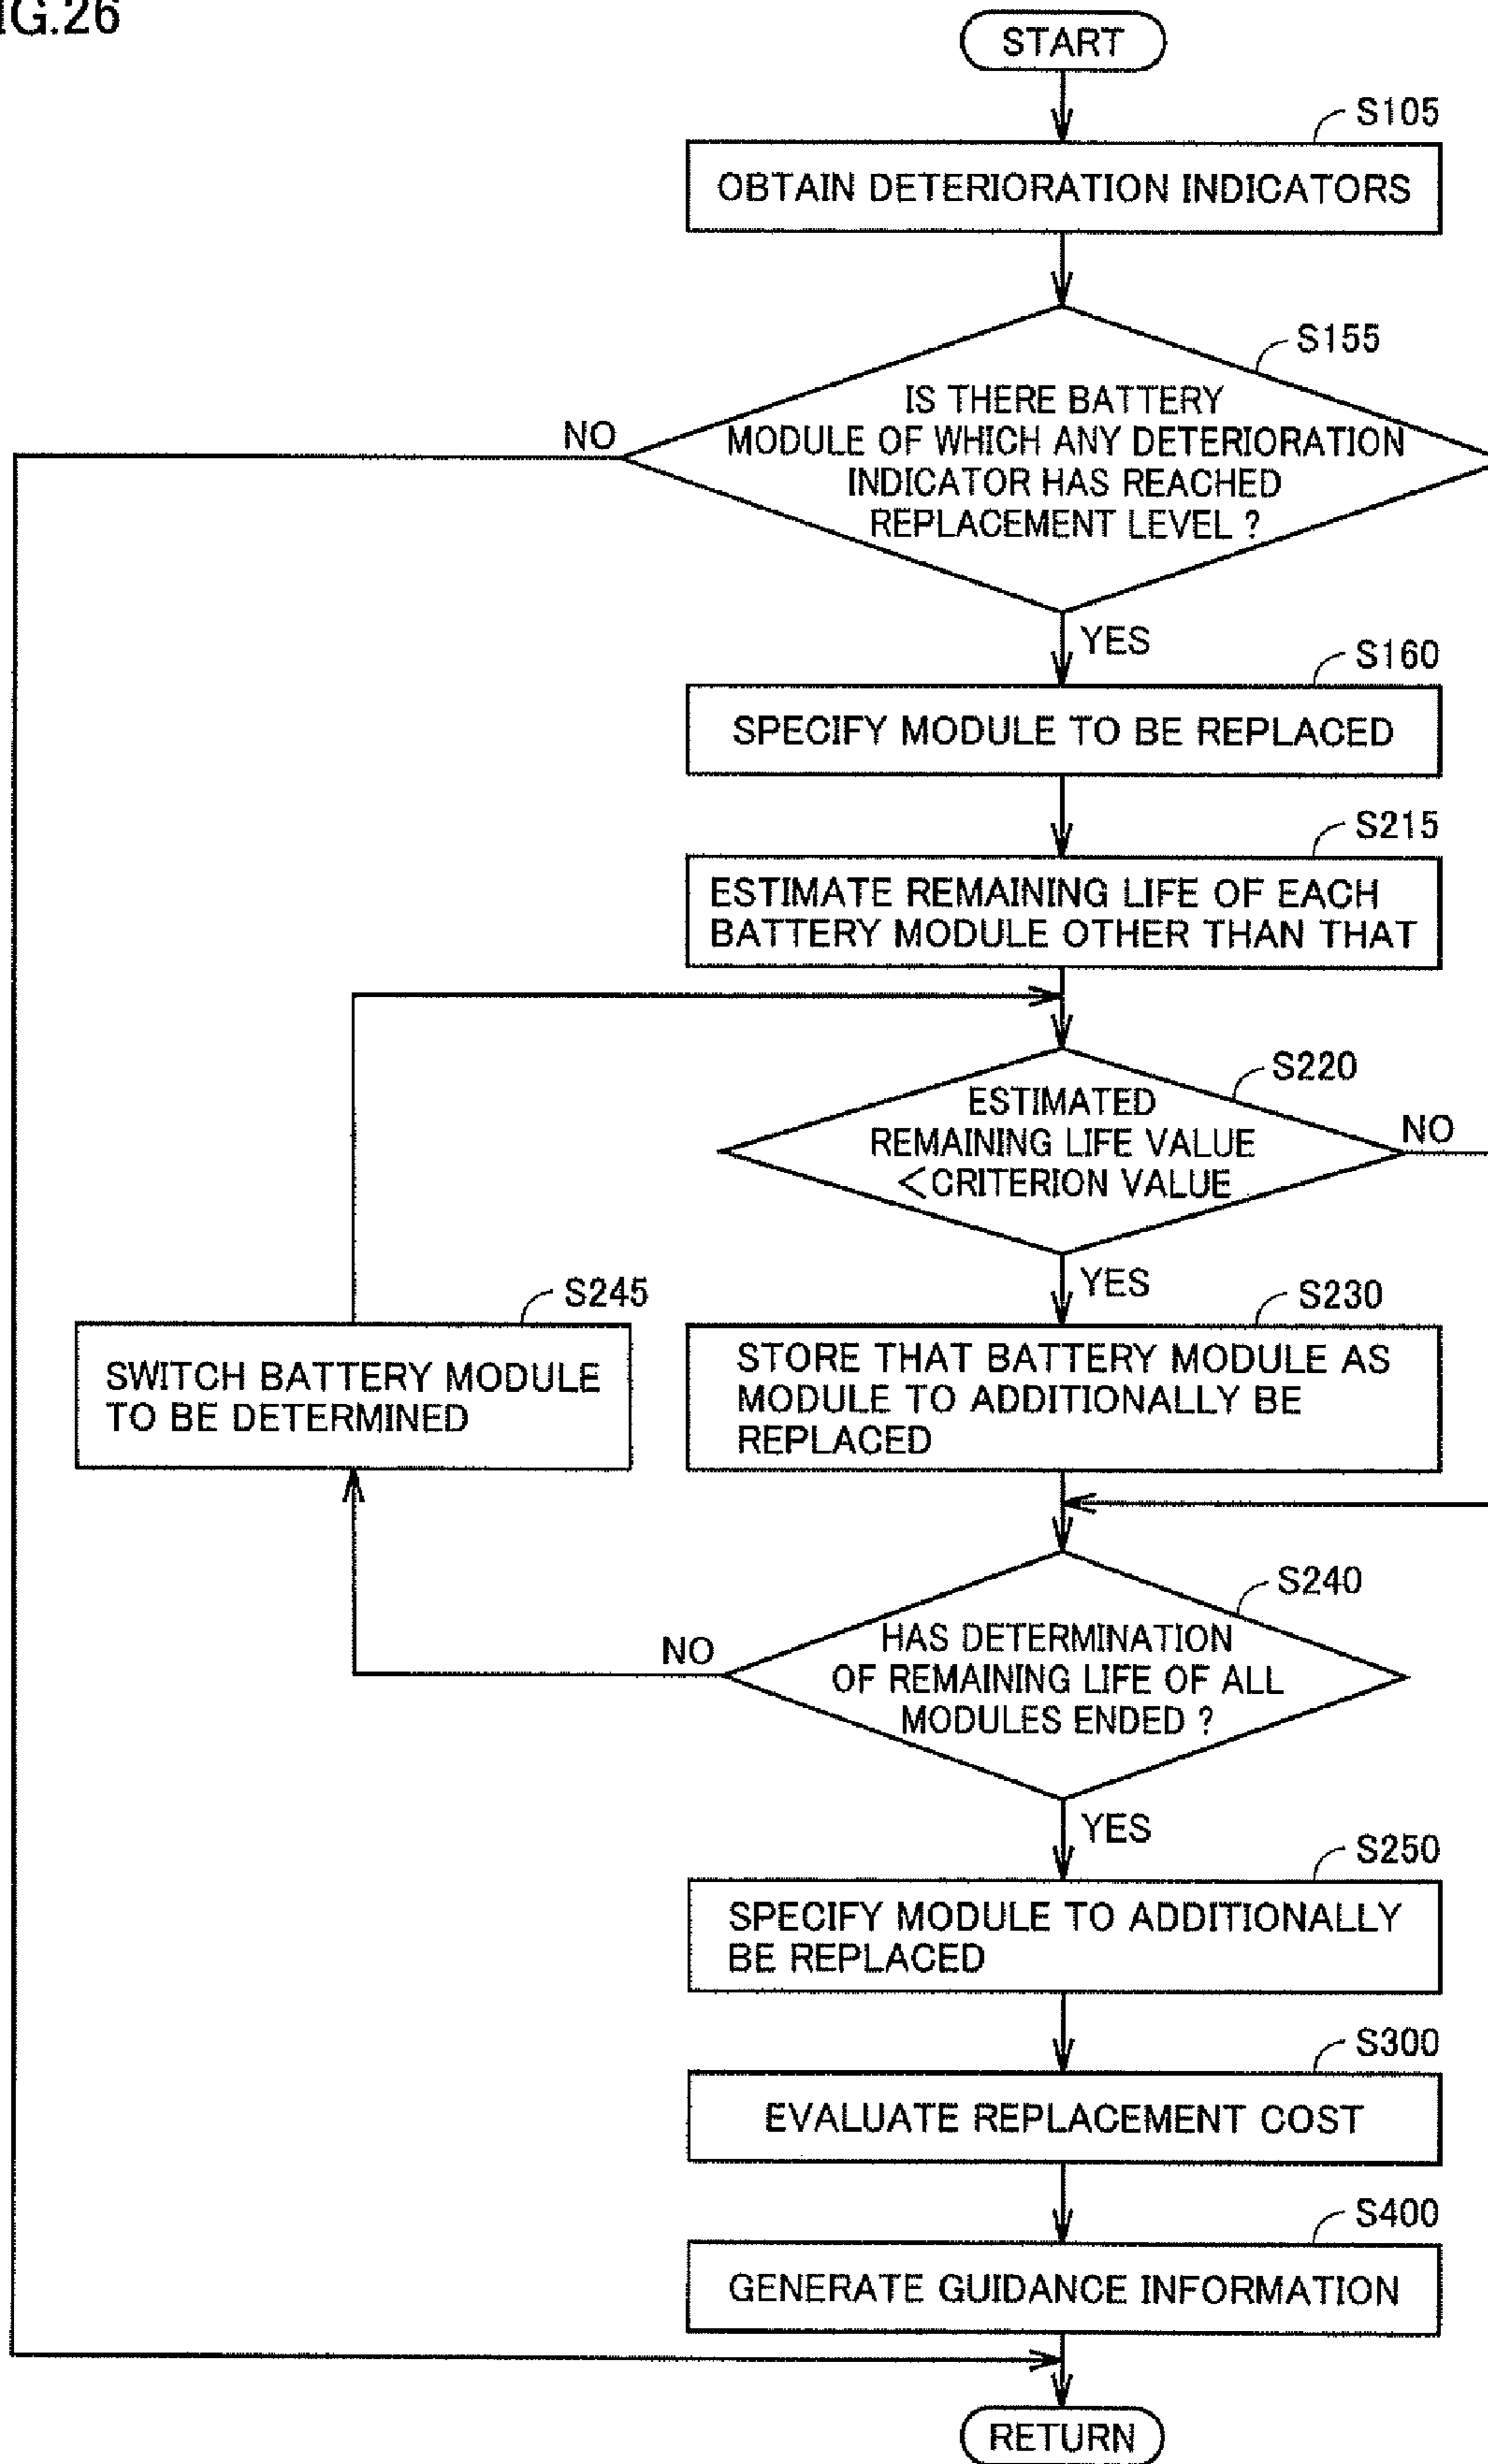 IG.26
START
S105
OBTAIN DETERIORATION INDICATORS
S155
IS THERE BATTERY
MODULE OF WHICH ANY DETERIORATION
INDICATOR HAS REACHED
REPLACEMENT LEVEL ?
NO
YES
S160
SPECIFY MODULE TO BE REPLACED
S215
ESTIMATE REMAINING LIFE OF EACH
BATTERY MODULE OTHER THAN THAT
S220
ESTIMATED
REMAINING LIFE VALUE
<CRITERION VALUE
NO
YES
S245
SWITCH BATTERY MODULE
TO BE DETERMINED
S230
STORE THAT BATTERY MODULE AS
MODULE TO ADDITIONALLY BE
REPLACED
S240
HAS DETERMINATION
OF REMAINING LIFE OF ALL
MODULES ENDED ?
NO
YES
S250
SPECIFY MODULE TO ADDITIONALLY
BE REPLACED
S300
EVALUATE REPLACEMENT COST
S400
GENERATE GUIDANCE INFORMATION
RETURN